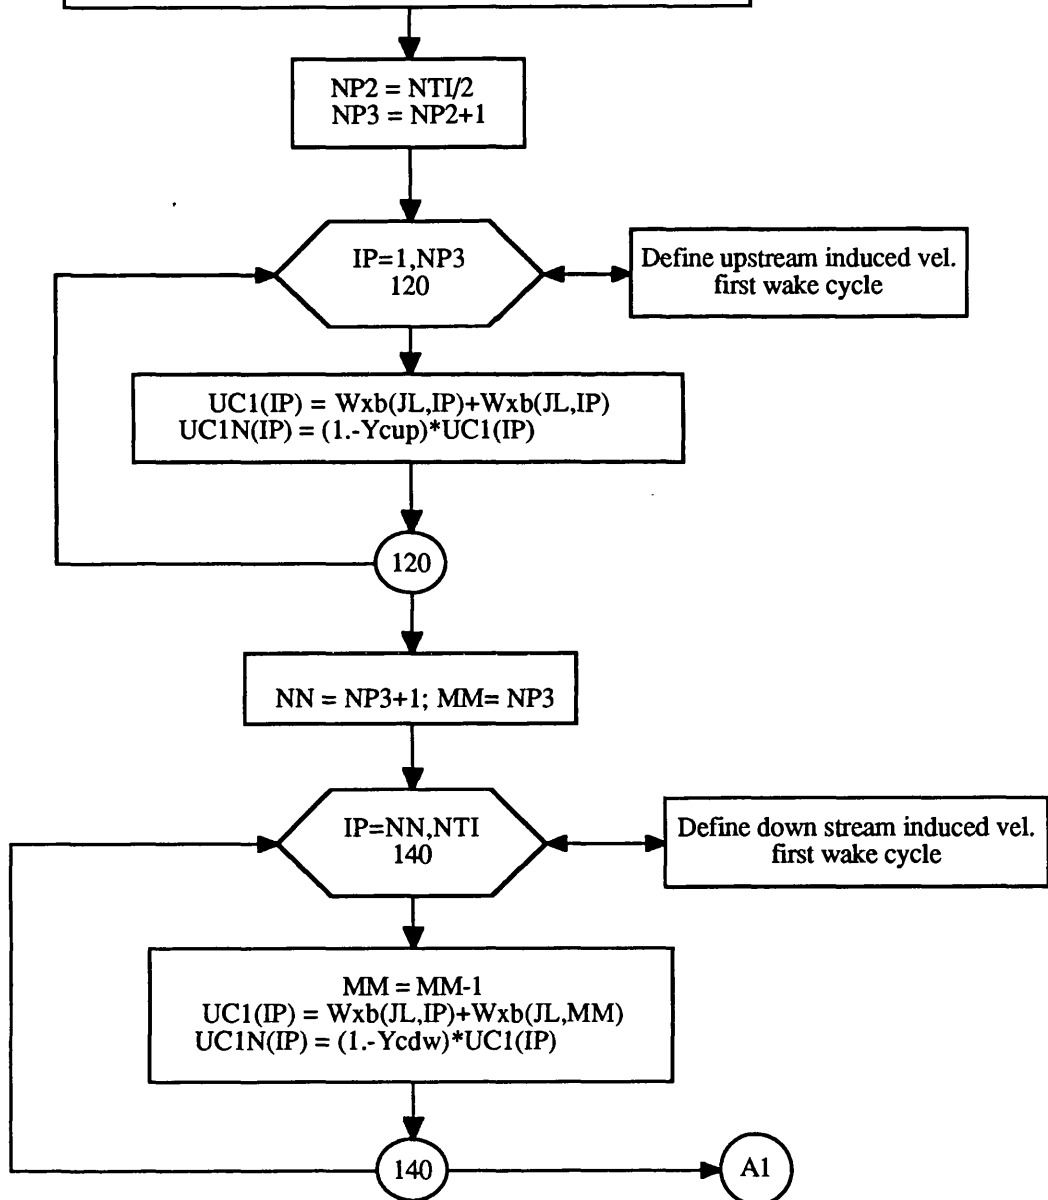 NP2 = NTI/2
NP3 = NP2+1
IP=1,NP3
120
Define upstream induced vel.
first wake cycle
UC1(IP) = Wxb(JL,IP)+Wxb(JL,IP)
UC1N(IP) = (1.-Ycup)*UC1(IP)
120
NN = NP3+1; MM= NP3
IP=NN,NTI
140
Define down stream induced vel.
first wake cycle
MM = MM-1
UC1(IP) = Wxb(JL,IP)+Wxb(JL,MM)
UC1N(IP) = (1.-Ycdw)*UC1(IP)
140
A1